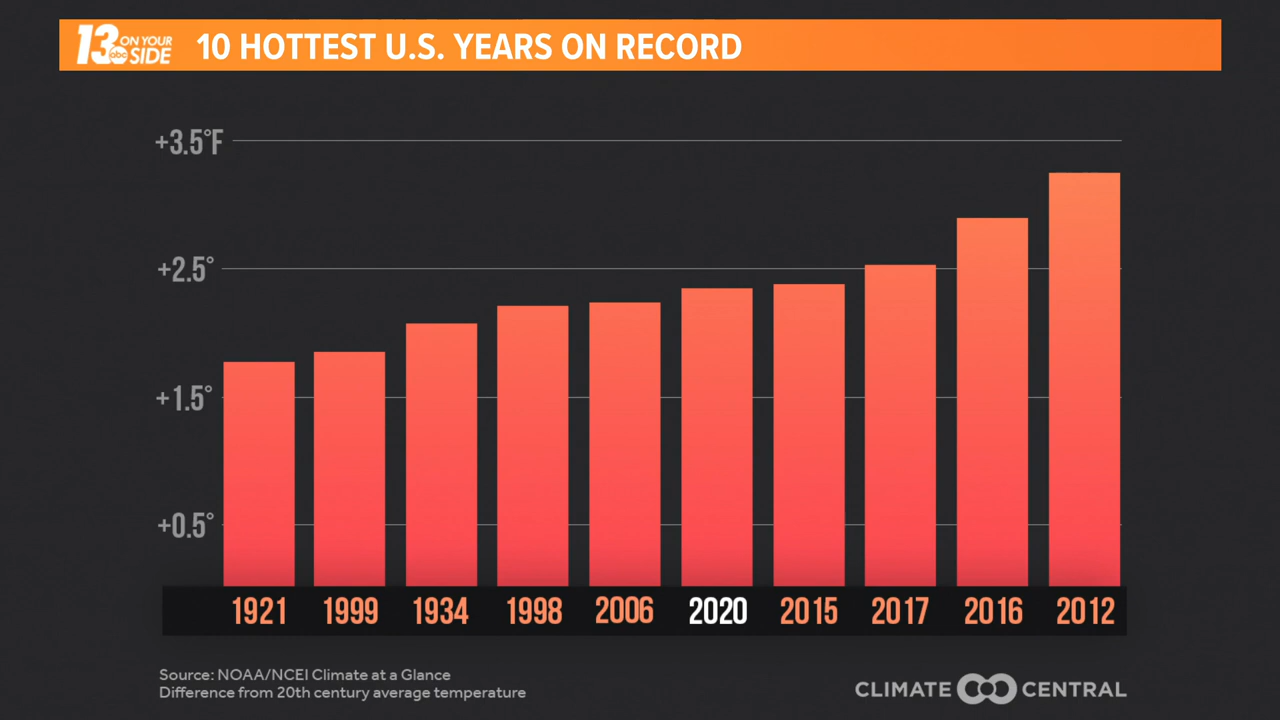 13 ON YOUR SIDE abc
10 HOTTEST U.S. YEARS ON RECORD
+3.5°F
+2.5°
+1.5°
+0.5°
1921 1999 1934 1998 2006 2020 2015 2017 2016 2012
Source: NOAA/NCEI Climate at a Glance
Difference from 20th century average temperature
CLIMATE CENTRAL